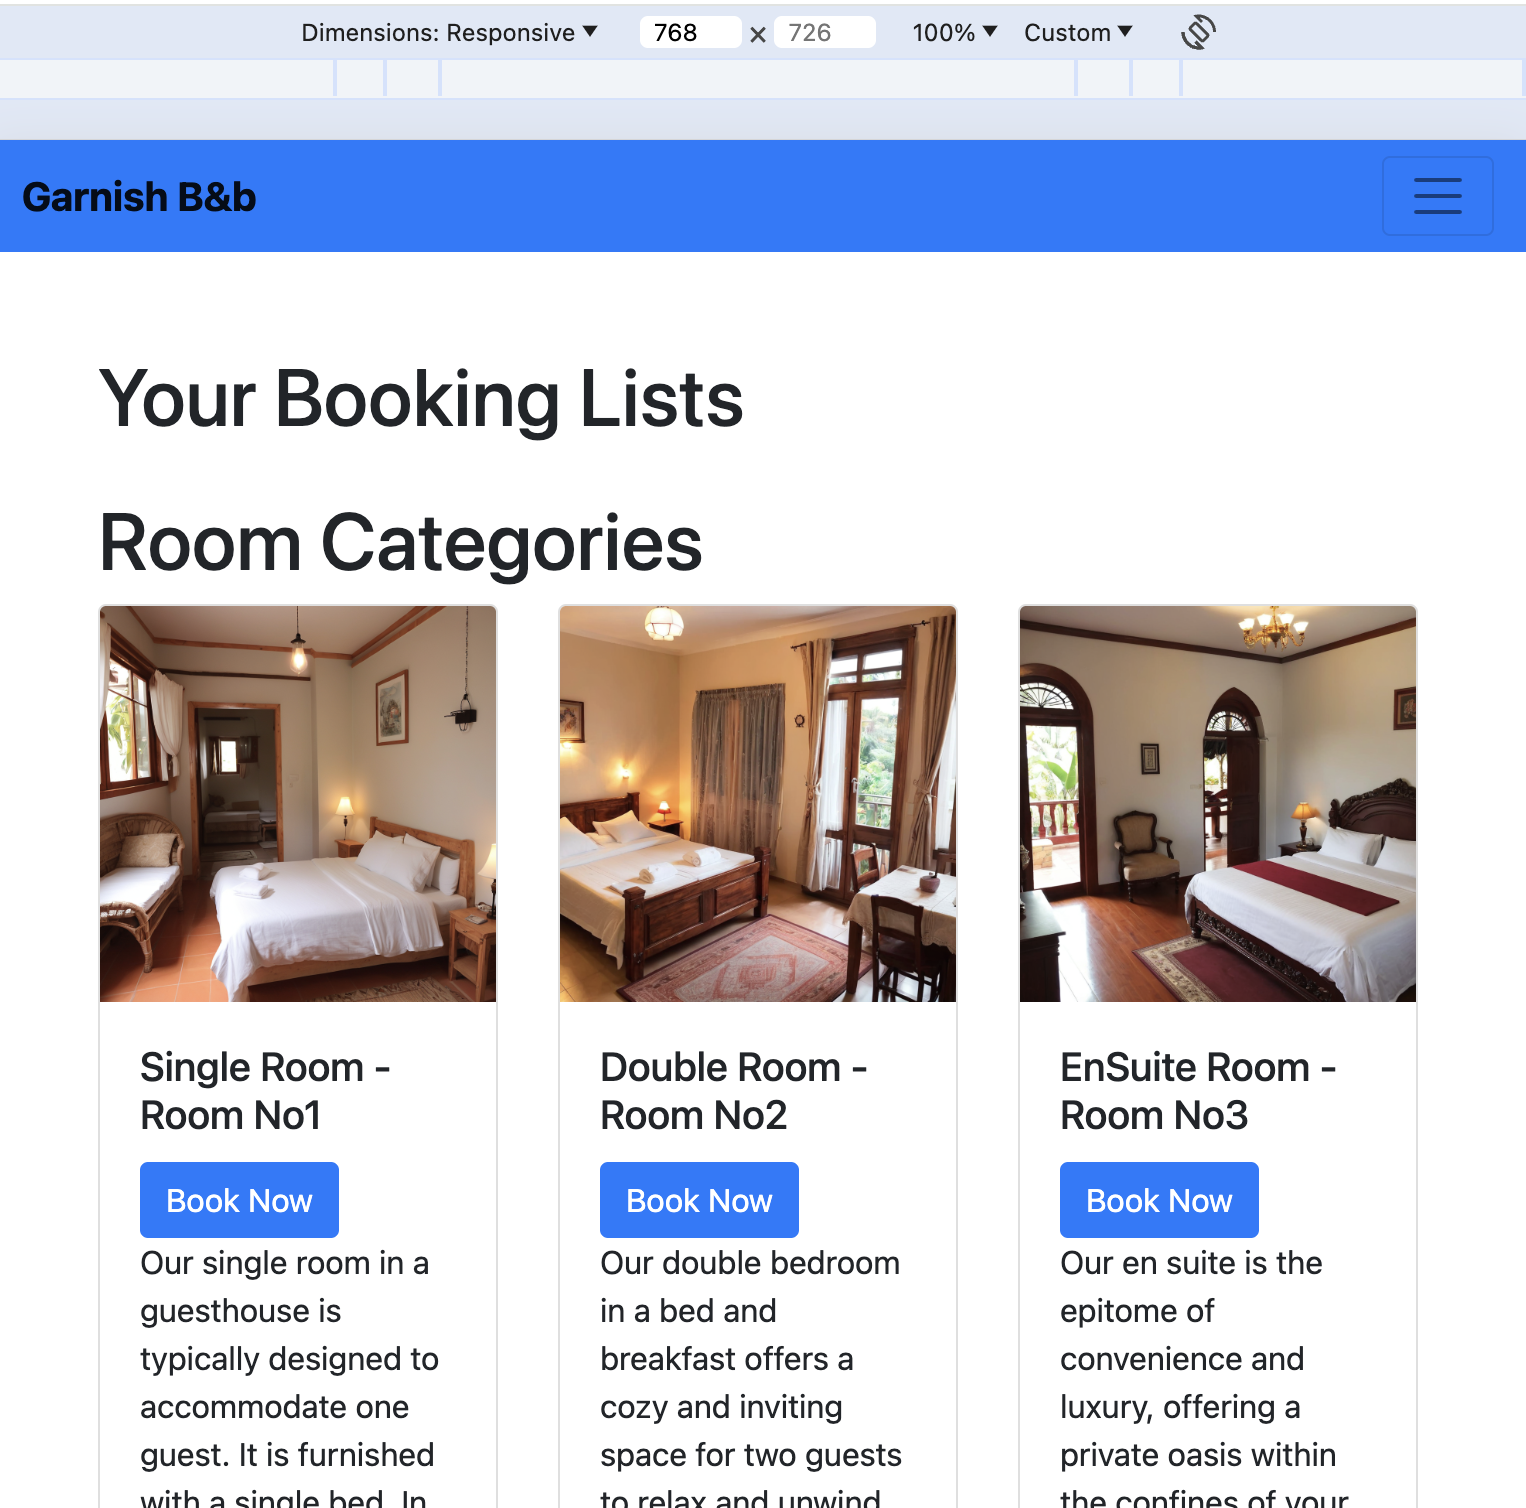 Dimensions: Responsive ▼ 768 × 726 100% ▼ Custom ▼
Garnish B&b
Your Booking Lists
Room Categories
Single Room -
Room No1
Book Now
Our single room in a
guesthouse is
typically designed to
accommodate one
guest. It is furnished
with a single bed. In
Double Room -
Room No2
Book Now
Our double bedroom
in a bed and
breakfast offers a
cozy and inviting
space for two guests
to relax and unwind
EnSuite Room -
Room No3
Book Now
Our en suite is the
epitome of
convenience and
luxury, offering a
private oasis within
the confines of your